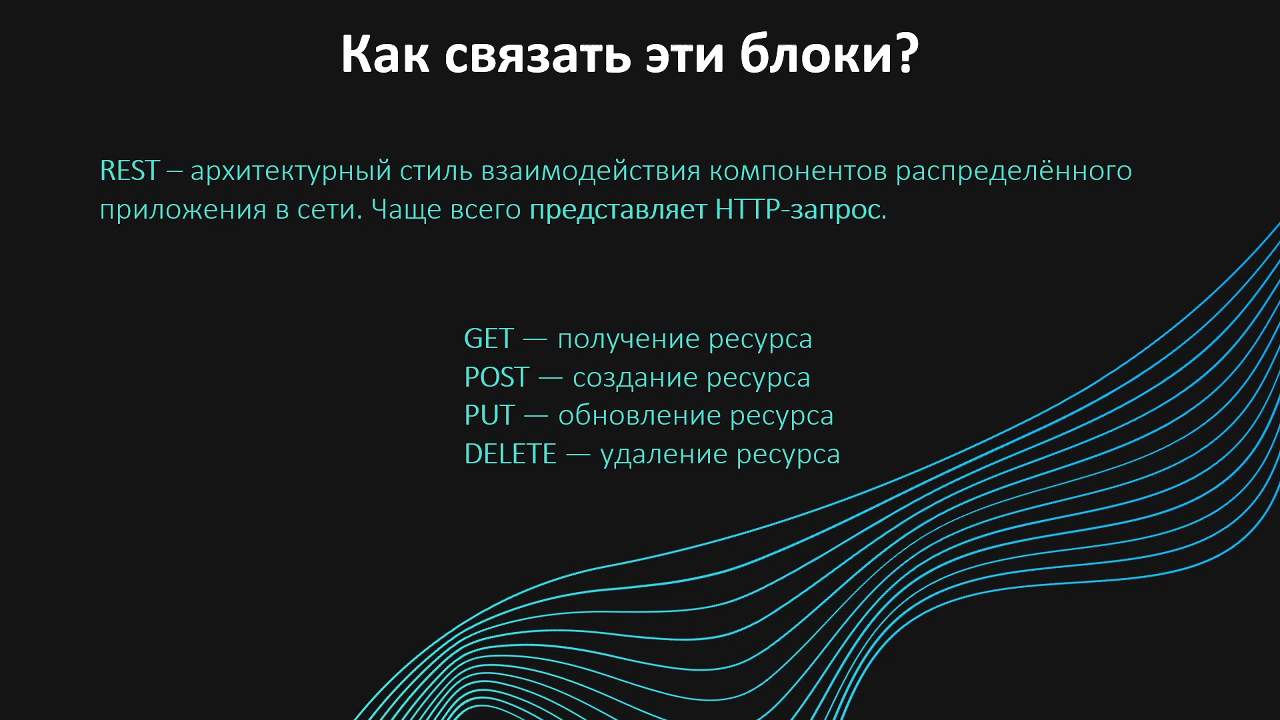 Как связать эти блоки?
REST – архитектурный стиль взаимодействия компонентов распределённого
приложения в сети. Чаще всего представляет HTTP-запрос.
GET — получение ресурса
POST — создание ресурса
PUT — обновление ресурса
DELETE — удаление ресурса